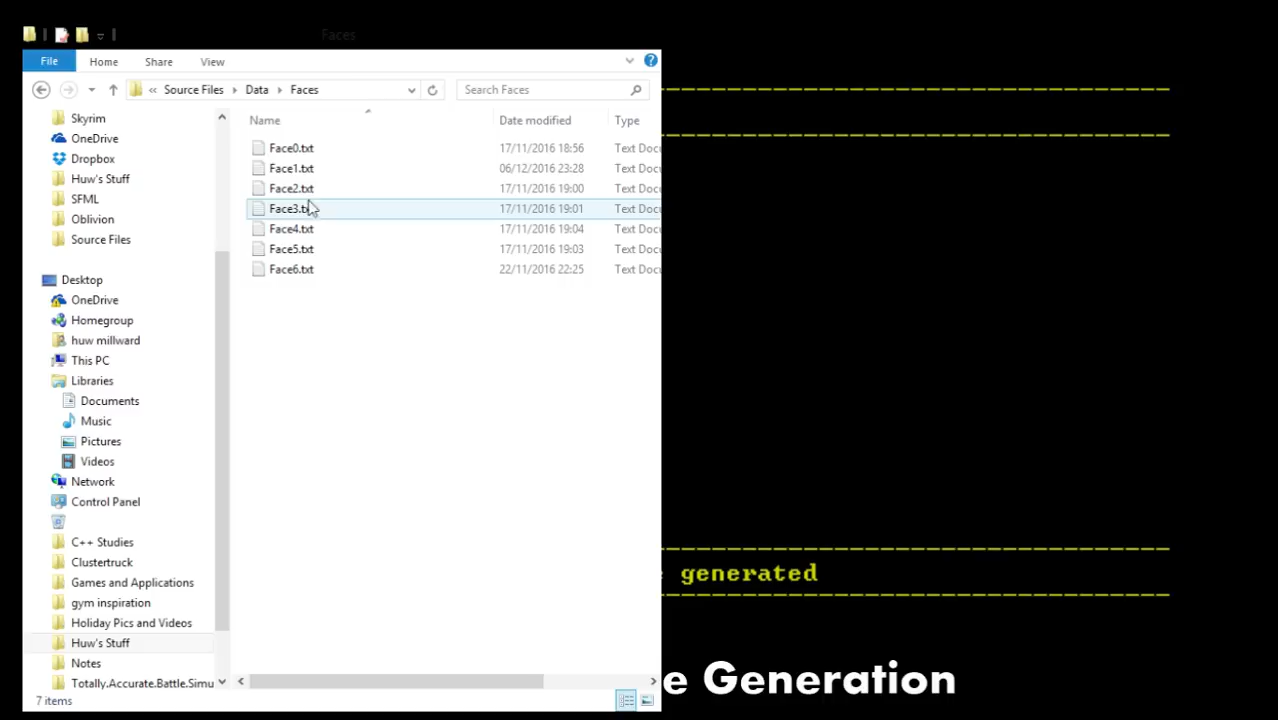 Faces
File Home Share View
« Source Files Data Faces Search Faces
Name Date modified Type
Face0.txt 17/11/2016 18:56 Text Docu
Face1.txt 06/12/2016 23:28 Text Docu
Face2.txt 17/11/2016 19:00 Text Docu
Face3.txt 17/11/2016 19:01 Text Docu
Face4.txt 17/11/2016 19:04 Text Docu
Face5.txt 17/11/2016 19:03 Text Docu
Face6.txt 22/11/2016 22:25 Text Docu
Skyrim
OneDrive
Dropbox
Huw's Stuff
SFML
Oblivion
Source Files
Desktop
OneDrive
Homegroup
huw millward
This PC
Libraries
Documents
Music
Pictures
Videos
Network
Control Panel
C++ Studies
Clustertruck
Games and Applications
gym inspiration
Holiday Pics and Videos
Huw's Stuff
Notes
Totally.Accurate.Battle.Simu
7 items
generated
e Generation